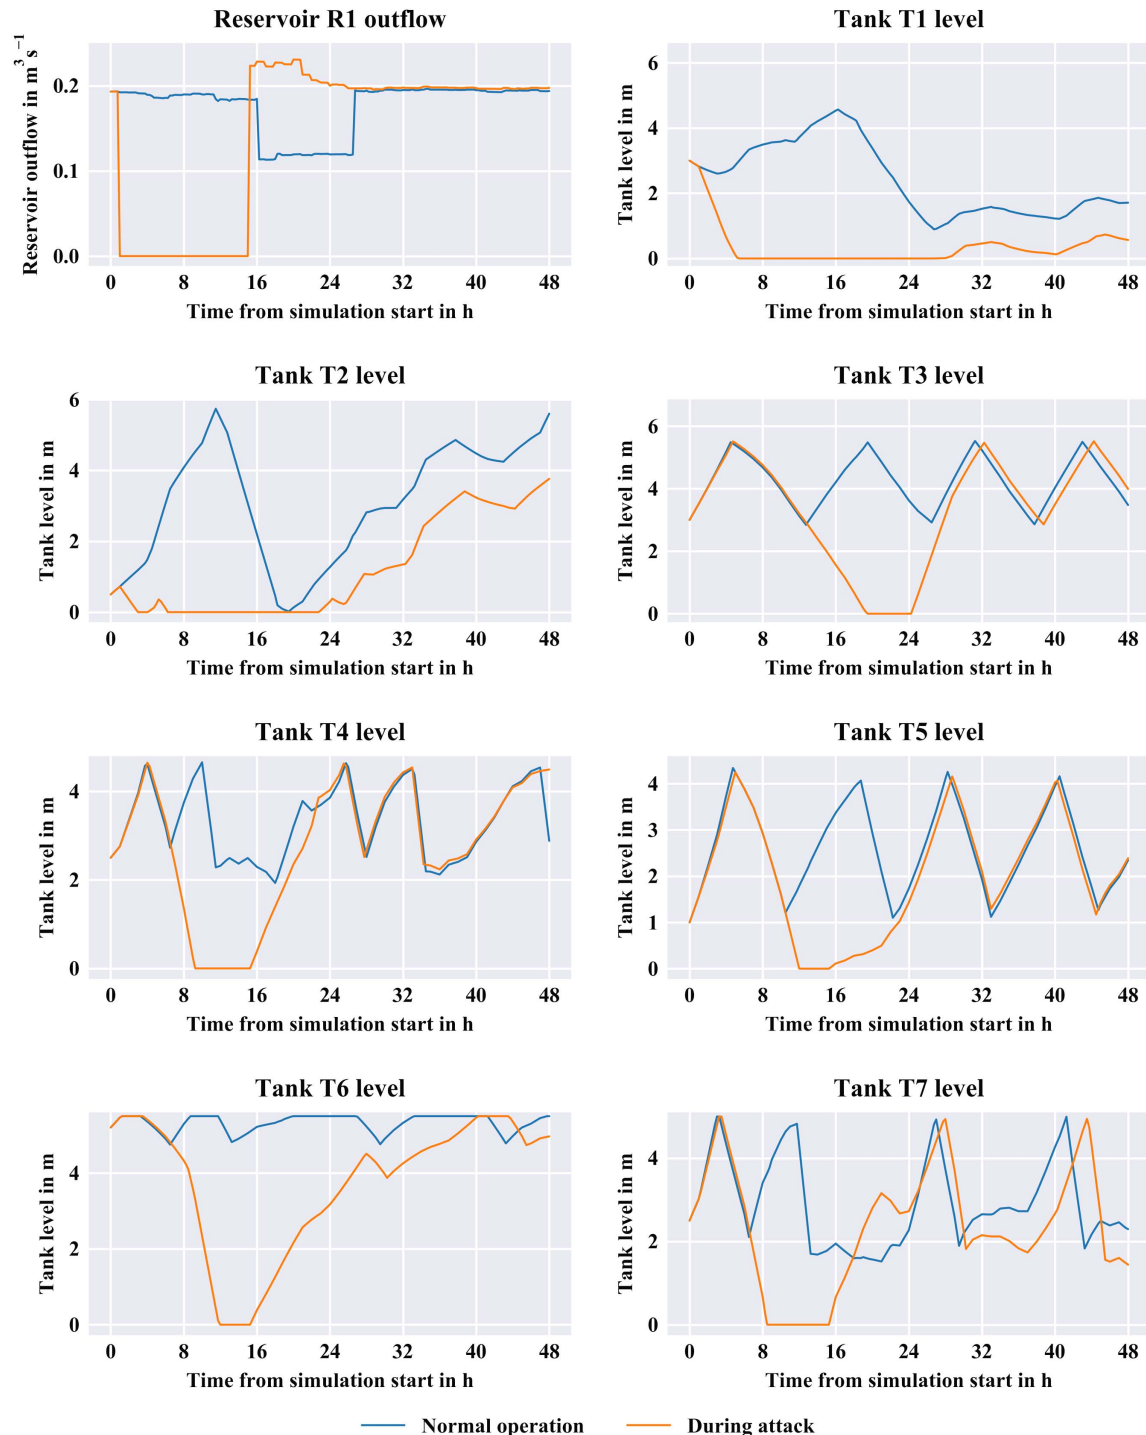 Reservoir R1 outflow
Reservoir outflow in m³ s⁻¹
0.2
0.1
0.0
0 8 16 24 32 40 48
Time from simulation start in h
Tank T1 level
Tank level in m
6
4
2
0
0 8 16 24 32 40 48
Time from simulation start in h
Tank T2 level
Tank level in m
6
4
2
0
0 8 16 24 32 40 48
Time from simulation start in h
Tank T3 level
Tank level in m
6
4
2
0
0 8 16 24 32 40 48
Time from simulation start in h
Tank T4 level
Tank level in m
4
2
0
0 8 16 24 32 40 48
Time from simulation start in h
Tank T5 level
Tank level in m
4
3
2
1
0
0 8 16 24 32 40 48
Time from simulation start in h
Tank T6 level
Tank level in m
4
2
0
0 8 16 24 32 40 48
Time from simulation start in h
Tank T7 level
Tank level in m
4
2
0
0 8 16 24 32 40 48
Time from simulation start in h
Normal operation
During attack